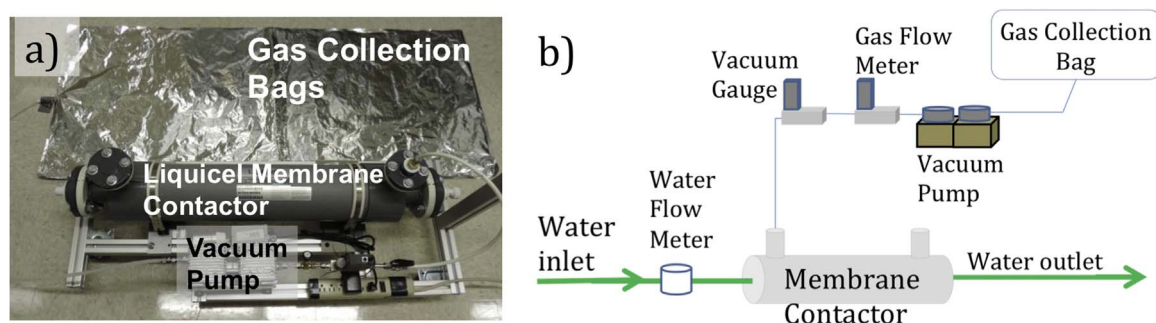 a)
Gas Collection
Bags
Liquicel Membrane
Contactor
Vacuum
Pump
b)
Vacuum
Gauge
Gas Flow
Meter
Gas Collection
Bag
Vacuum
Pump
Water
Flow
Meter
Water
inlet
Membrane
Contactor
Water outlet